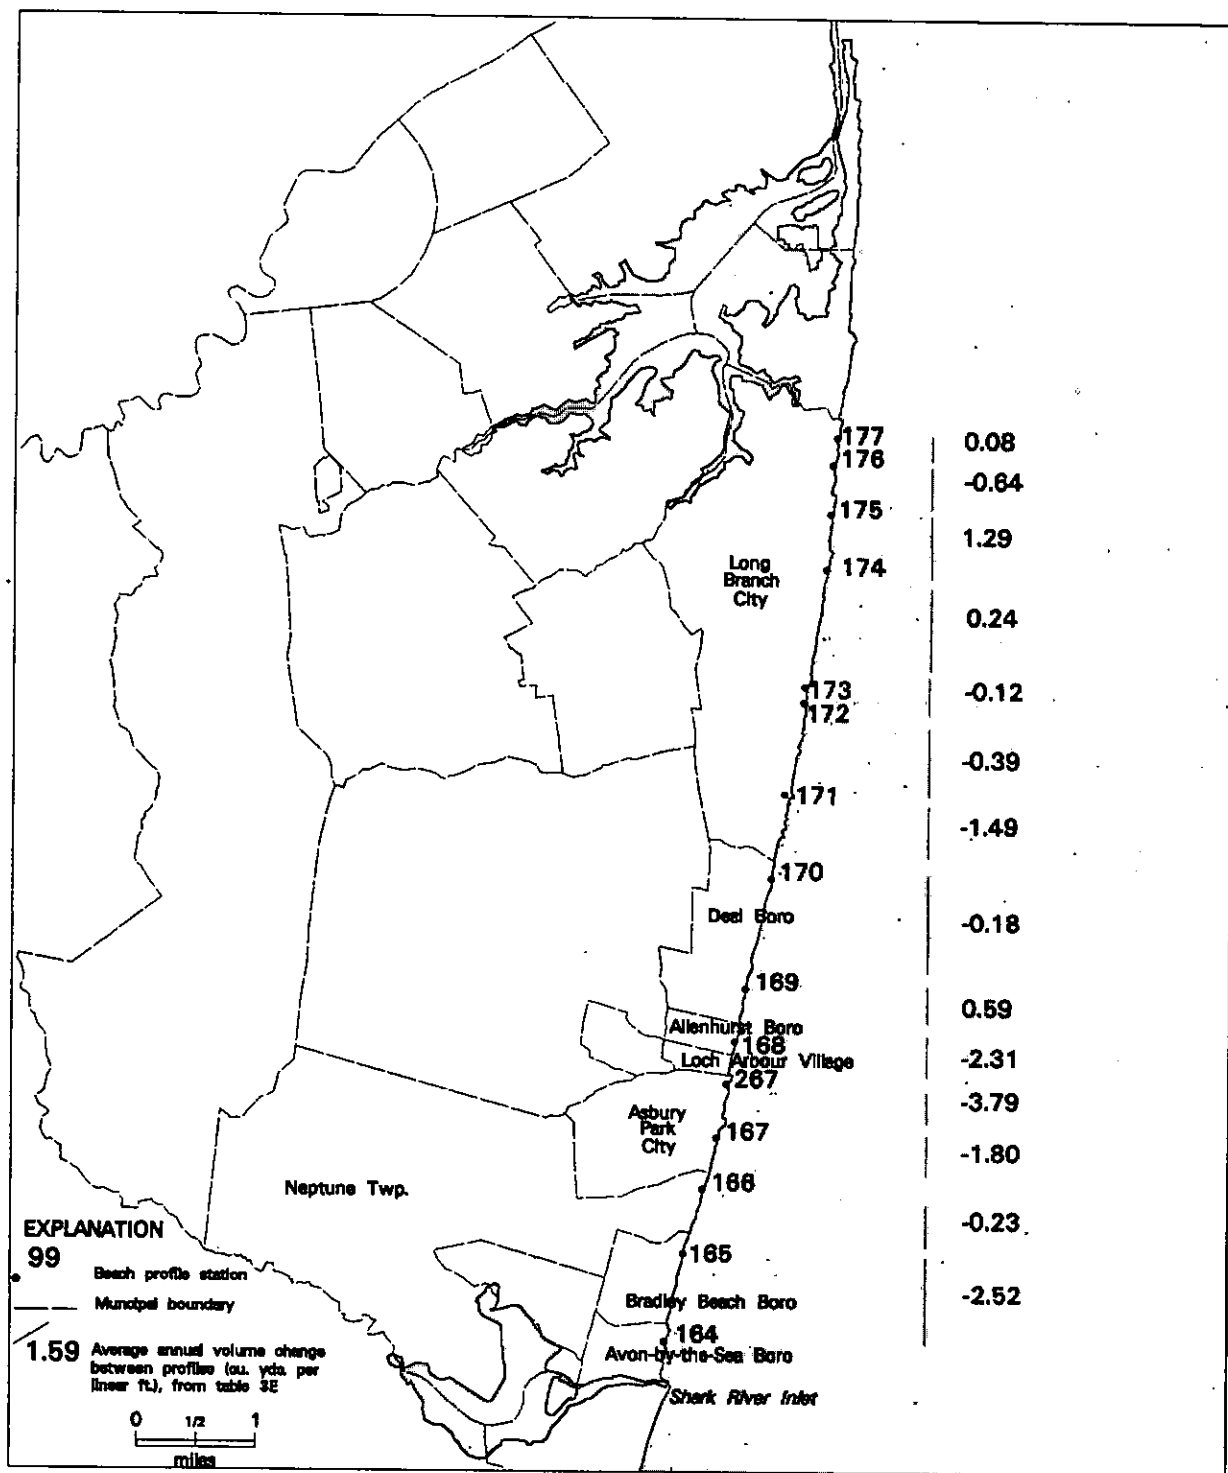 177
176
175
174
Long
Branch
City
173
172
171
170
Deal Boro
169
Allenhurst Boro
168
Loch Arbour Village
267
Asbury
Park
City
167
166
Neptune Twp.
165
Bradley Beach Boro
164
Avon-by-the-Sea Boro
Shark River Inlet
0.08
-0.64
1.29
0.24
-0.12
-0.39
-1.49
-0.18
0.59
-2.31
-3.79
-1.80
-0.23
-2.52
EXPLANATION
99
Beach profile station
Muncipal boundary
1.59
Average annual volume change
between profiles (cu. yds. per
linear ft.), from table 3E
0 1/2 1
miles